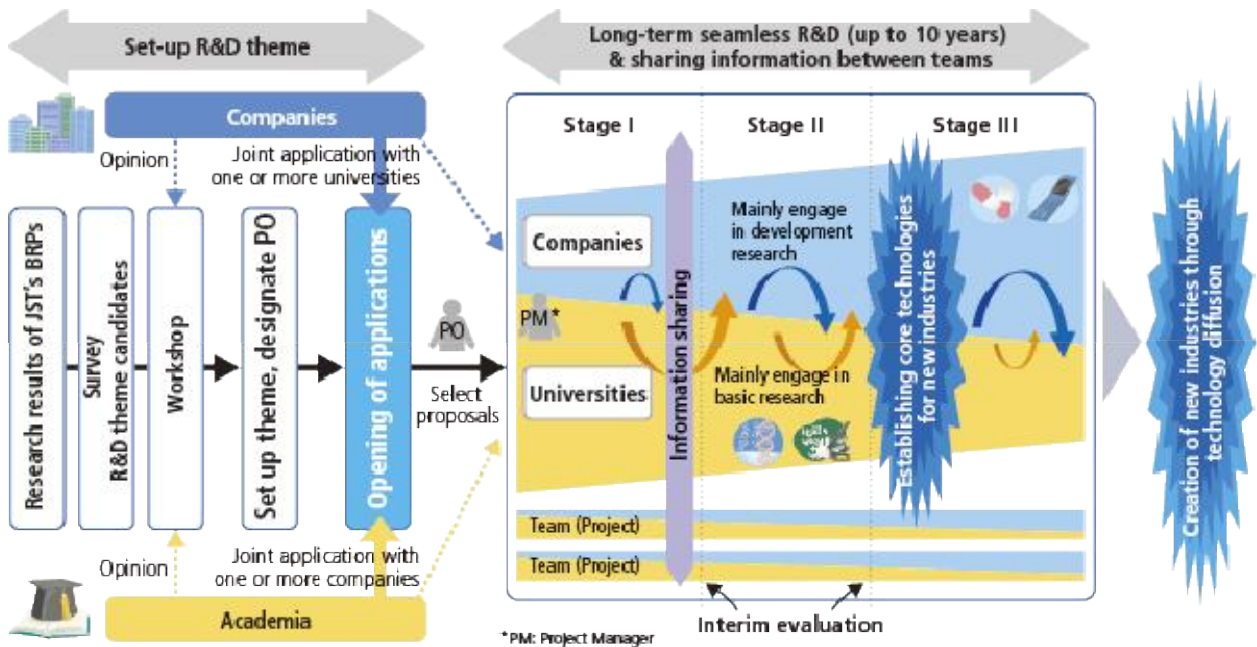 Set-up R&D theme
Long-term seamless R&D (up to 10 years)
& sharing information between teams
Companies
Opinion
Joint application with
one or more universities
Research results of JST's BRPs
Survey
R&D theme candidates
Workshop
Set up theme, designate PO
Opening of applications
PO
Select
proposals
Opinion
Joint application with
one or more companies
Academia
Stage I
Stage II
Stage III
Companies
Mainly engage
in development
research
PM*
Information sharing
Universities
Mainly engage in
basic research
Establishing core technologies
for new industries
Team (Project)
Team (Project)
Interim evaluation
*PM: Project Manager
Creation of new industries through
technology diffusion